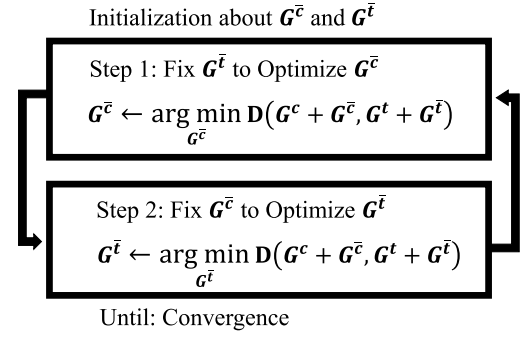 Initialization about G^c̄ and G^t̄
Step 1: Fix G^t̄ to Optimize G^c̄
G^c̄ ← arg min D(G^c + G^c̄, G^t + G^t̄)
G^c̄
Step 2: Fix G^c̄ to Optimize G^t̄
G^t̄ ← arg min D(G^c + G^c̄, G^t + G^t̄)
G^t̄
Until: Convergence